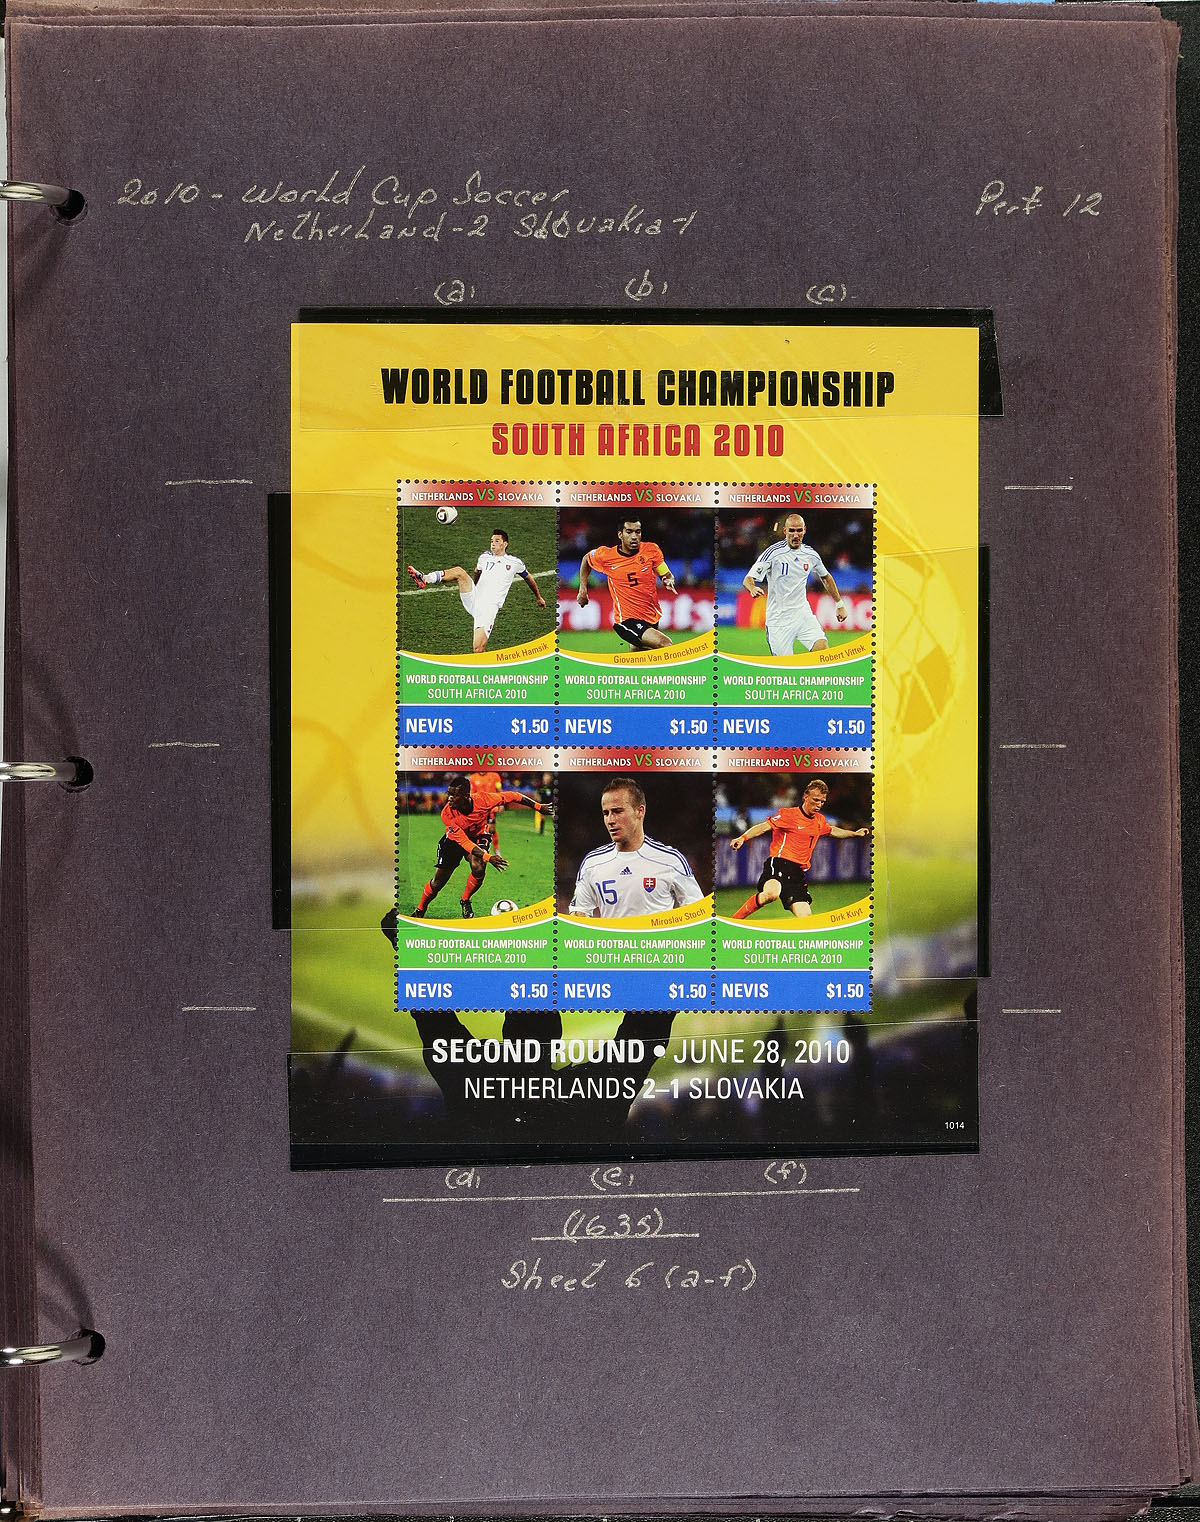 2010 - World Cup Soccer
Netherland-2 Slovakia-1
Perf 12
(a) (b) (c)
WORLD FOOTBALL CHAMPIONSHIP
SOUTH AFRICA 2010
NETHERLANDS VS SLOVAKIA NETHERLANDS VS SLOVAKIA NETHERLANDS VS SLOVAKIA
17 5 11
Marek Hamsik Giovanni Van Bronckhorst Robert Vittek
WORLD FOOTBALL CHAMPIONSHIP WORLD FOOTBALL CHAMPIONSHIP WORLD FOOTBALL CHAMPIONSHIP
SOUTH AFRICA 2010 SOUTH AFRICA 2010 SOUTH AFRICA 2010
NEVIS $1.50 NEVIS $1.50 NEVIS $1.50
NETHERLANDS VS SLOVAKIA NETHERLANDS VS SLOVAKIA NETHERLANDS VS SLOVAKIA
15
Eljero Elia Miroslav Stoch Dirk Kuyt
WORLD FOOTBALL CHAMPIONSHIP WORLD FOOTBALL CHAMPIONSHIP WORLD FOOTBALL CHAMPIONSHIP
SOUTH AFRICA 2010 SOUTH AFRICA 2010 SOUTH AFRICA 2010
NEVIS $1.50 NEVIS $1.50 NEVIS $1.50
SECOND ROUND • JUNE 28, 2010
NETHERLANDS 2–1 SLOVAKIA
1014
(d) (e) (f)
(1635)
Sheet 6 (a-f)